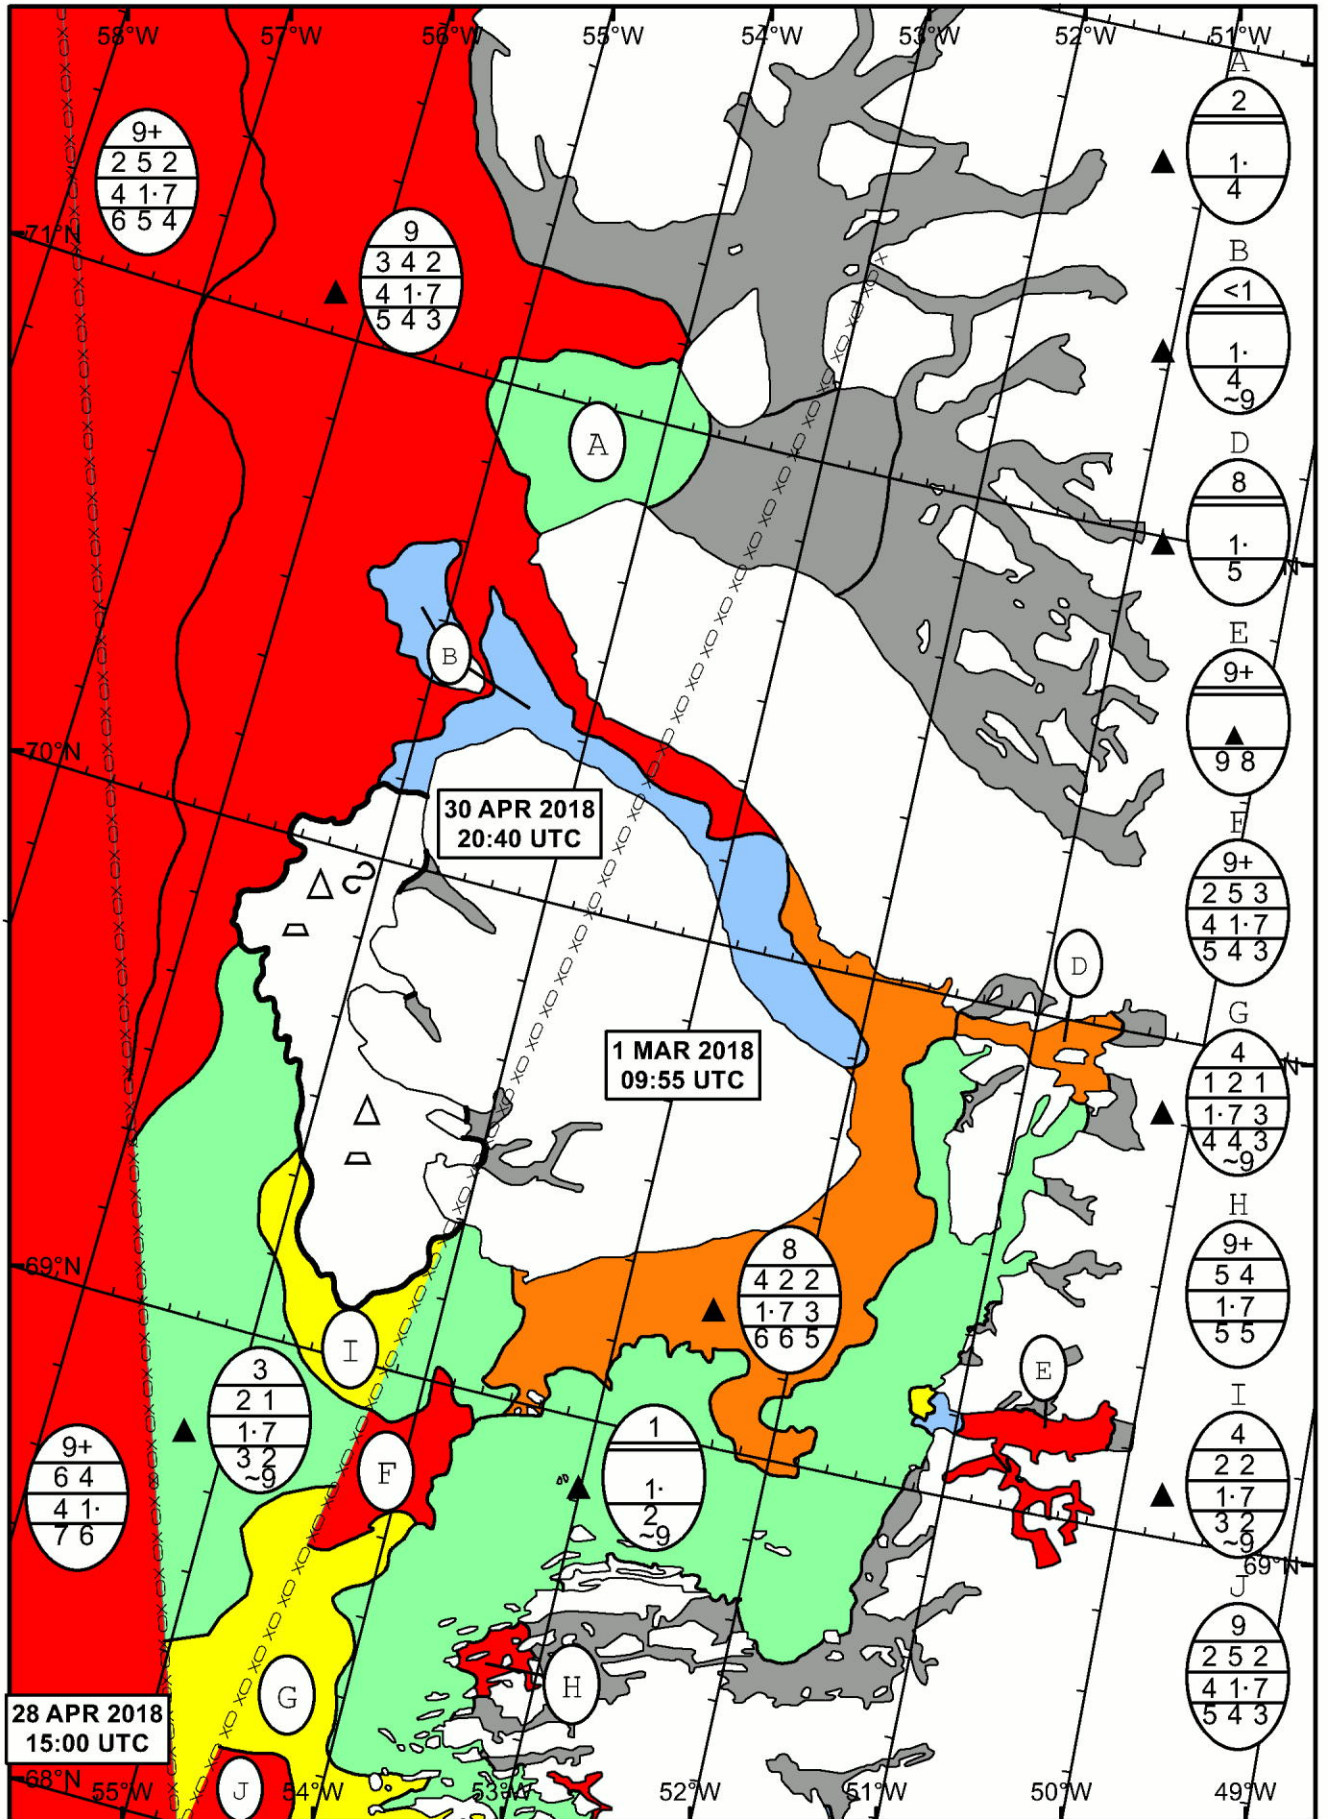 58°W 57°W 56°W 55°W 54°W 53°W 52°W 51°W
A
2
1·
4
9+
2 5 2
4 1·7
6 5 4
71°N
9
3 4 2
4 1·7
5 4 3
B
<1
1·
4
~9
A
D
8
1·
5
N
B
E
9+
9 8
70°N
30 APR 2018
20:40 UTC
F
9+
2 5 3
4 1·7
5 4 3
D
1 MAR 2018
09:55 UTC
G
4
1 2 1
1·7 3
4 4 3
~9
N
H
9+
5 4
1·7
5 5
69°N
8
4 2 2
1·7 3
6 6 5
I
E
3
2 1
1·7
3 2
~9
I
4
2 2
1·7
3 2
~9
9+
6 4
4 1·
7 6
F
1
1·
2
~9
69°N
J
9
2 5 2
4 1·7
5 4 3
G
H
28 APR 2018
15:00 UTC
68°N
J
55°W 54°W 53°W 52°W 51°W 50°W 49°W